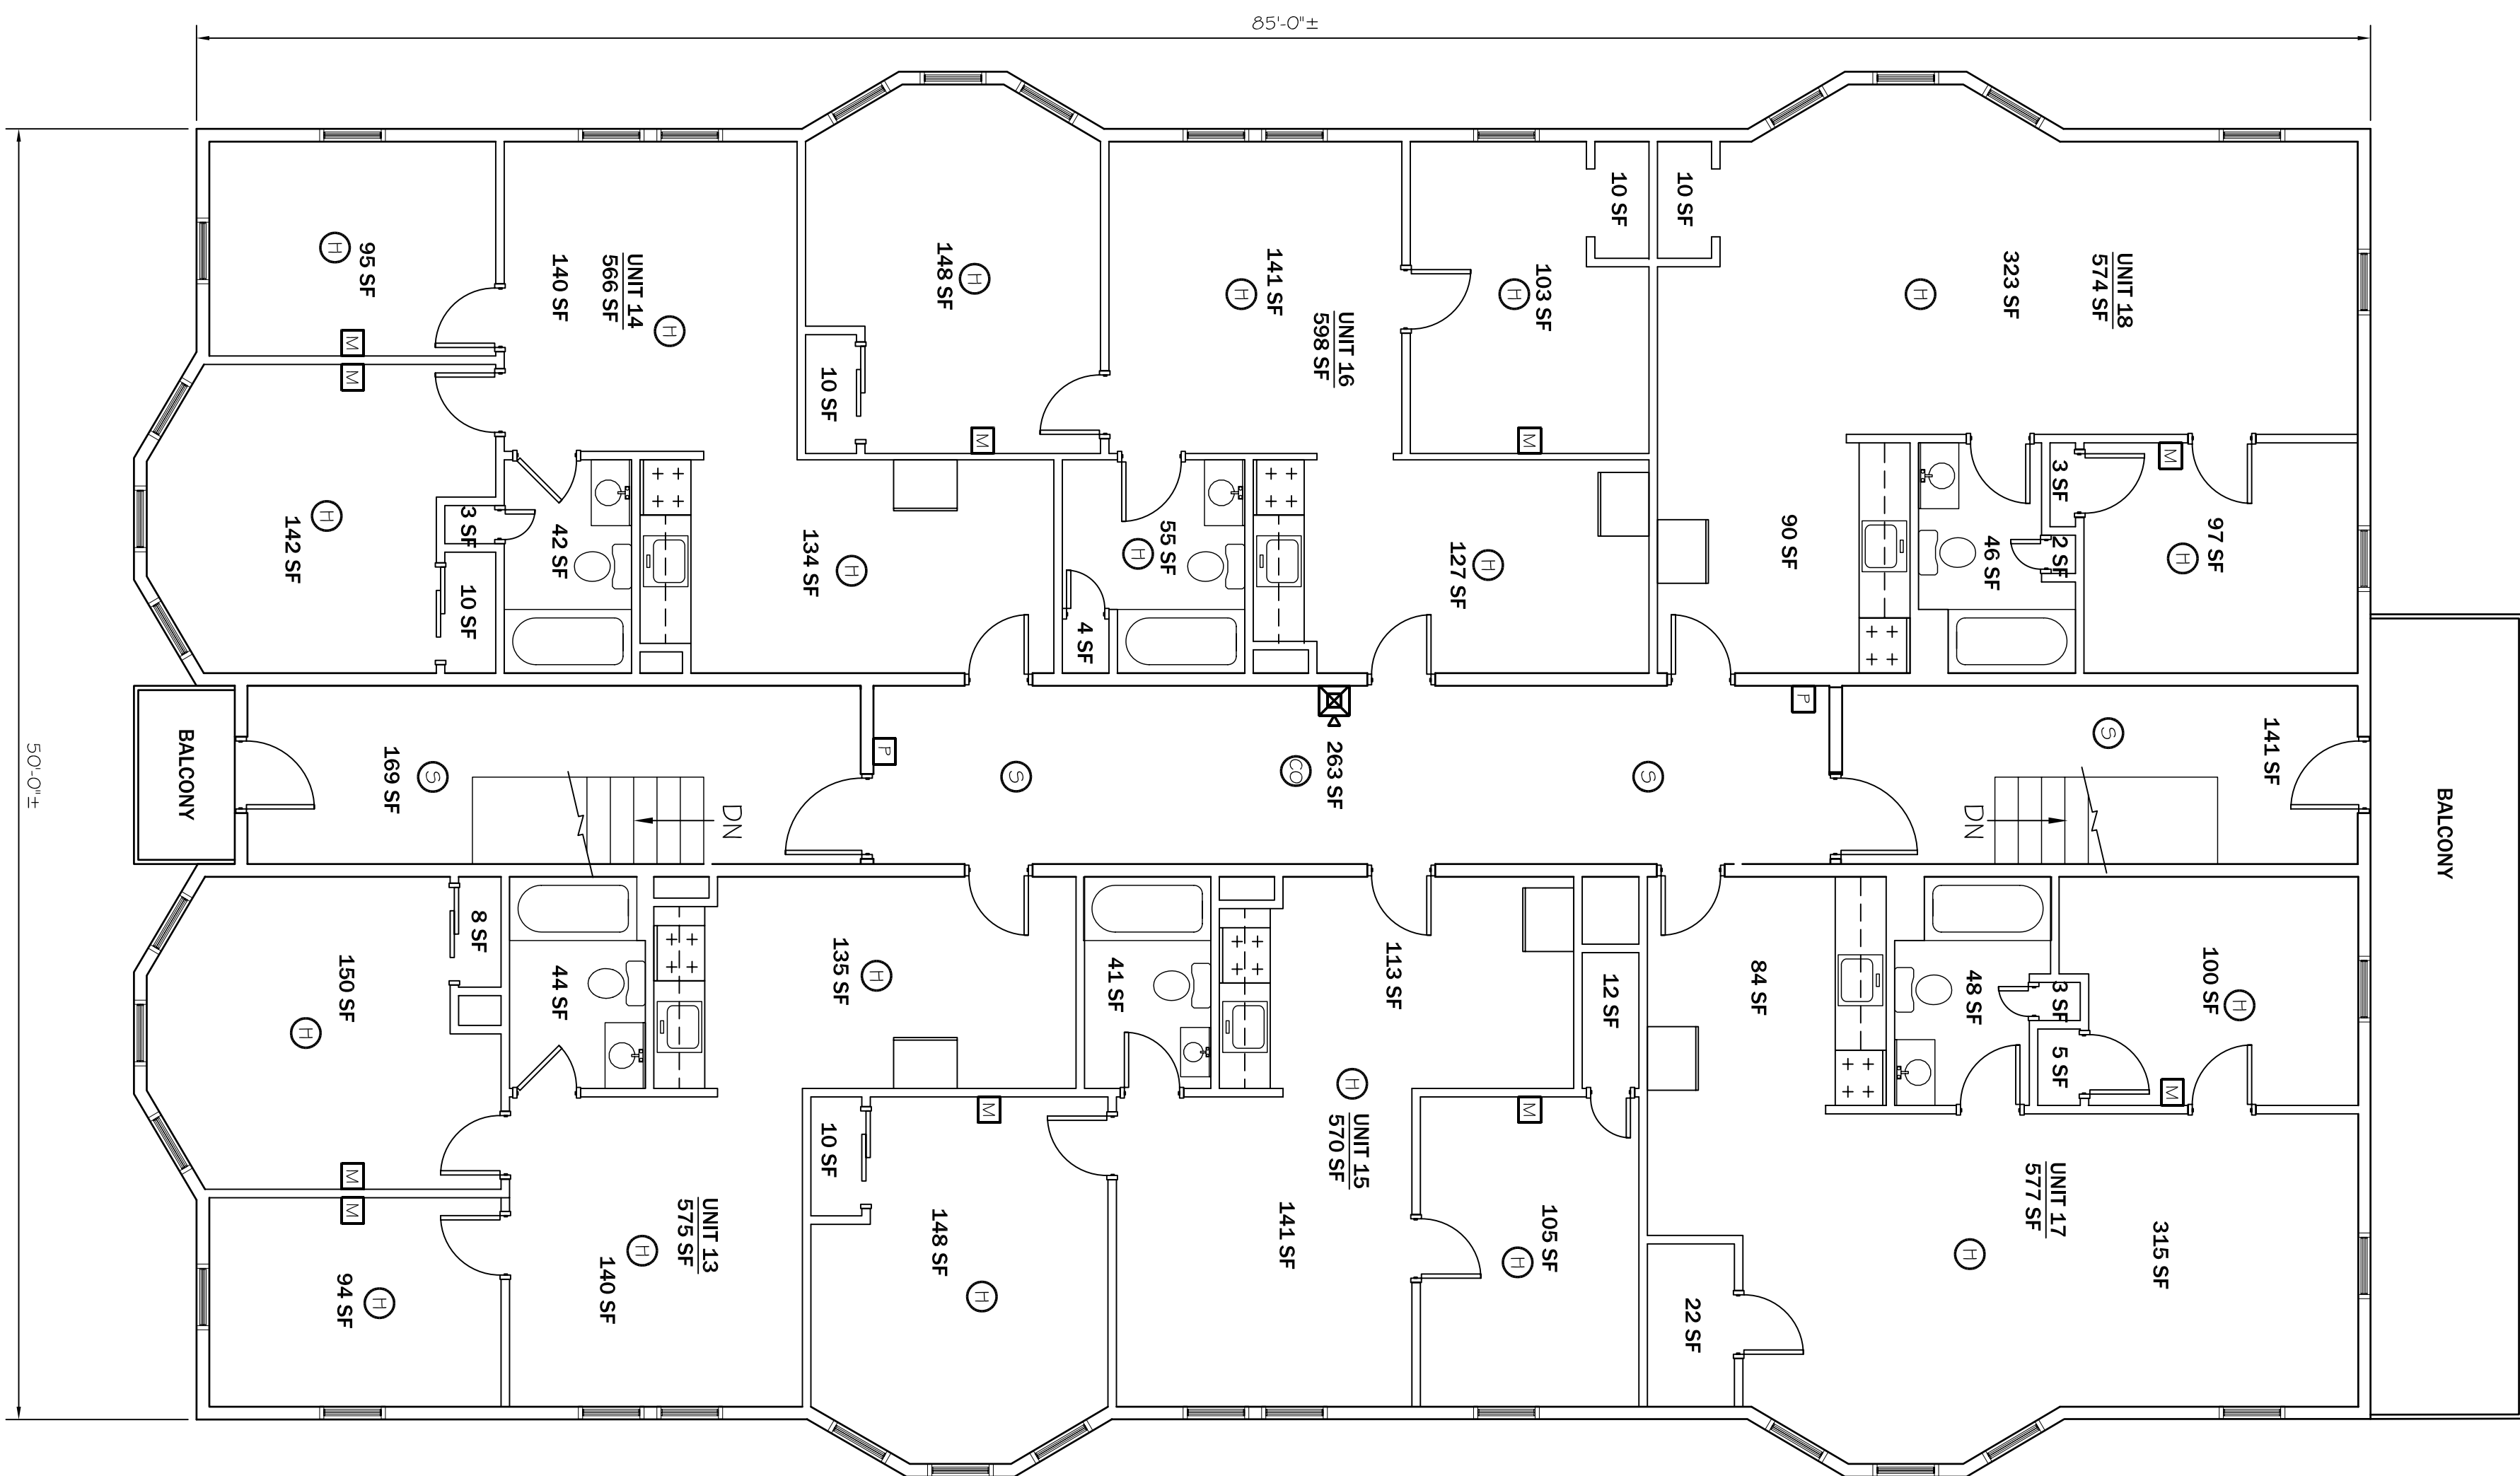 85'-0"±
50'-0"±
95 SF
H
M
M
142 SF
H
3 SF
10 SF
42 SF
UNIT 14
566 SF
140 SF
H
134 SF
H
148 SF
H
10 SF
M
UNIT 16
598 SF
141 SF
H
55 SF
H
4 SF
103 SF
H
M
10 SF
127 SF
H
10 SF
UNIT 18
574 SF
323 SF
H
90 SF
46 SF
3 SF
2 SF
M
97 SF
H
BALCONY
169 SF
S
DN
P
S
CO
263 SF
S
P
DN
S
141 SF
BALCONY
8 SF
150 SF
H
M
M
94 SF
H
44 SF
UNIT 13
575 SF
140 SF
H
135 SF
H
10 SF
148 SF
H
M
41 SF
UNIT 15
570 SF
H
141 SF
113 SF
105 SF
H
M
12 SF
84 SF
22 SF
48 SF
3 SF
5 SF
M
100 SF
H
UNIT 17
577 SF
315 SF
H